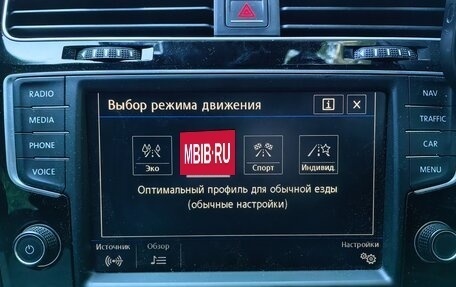 RADIO
MEDIA
PHONE
VOICE
Выбор режима движения
i ×
Эко
MBIB.RU
Спорт
Индивид.
Оптимальный профиль для обычной езды
(обычные настройки)
Источник
Обзор
Настройки
NAV
TRAFFIC
CAR
MENU